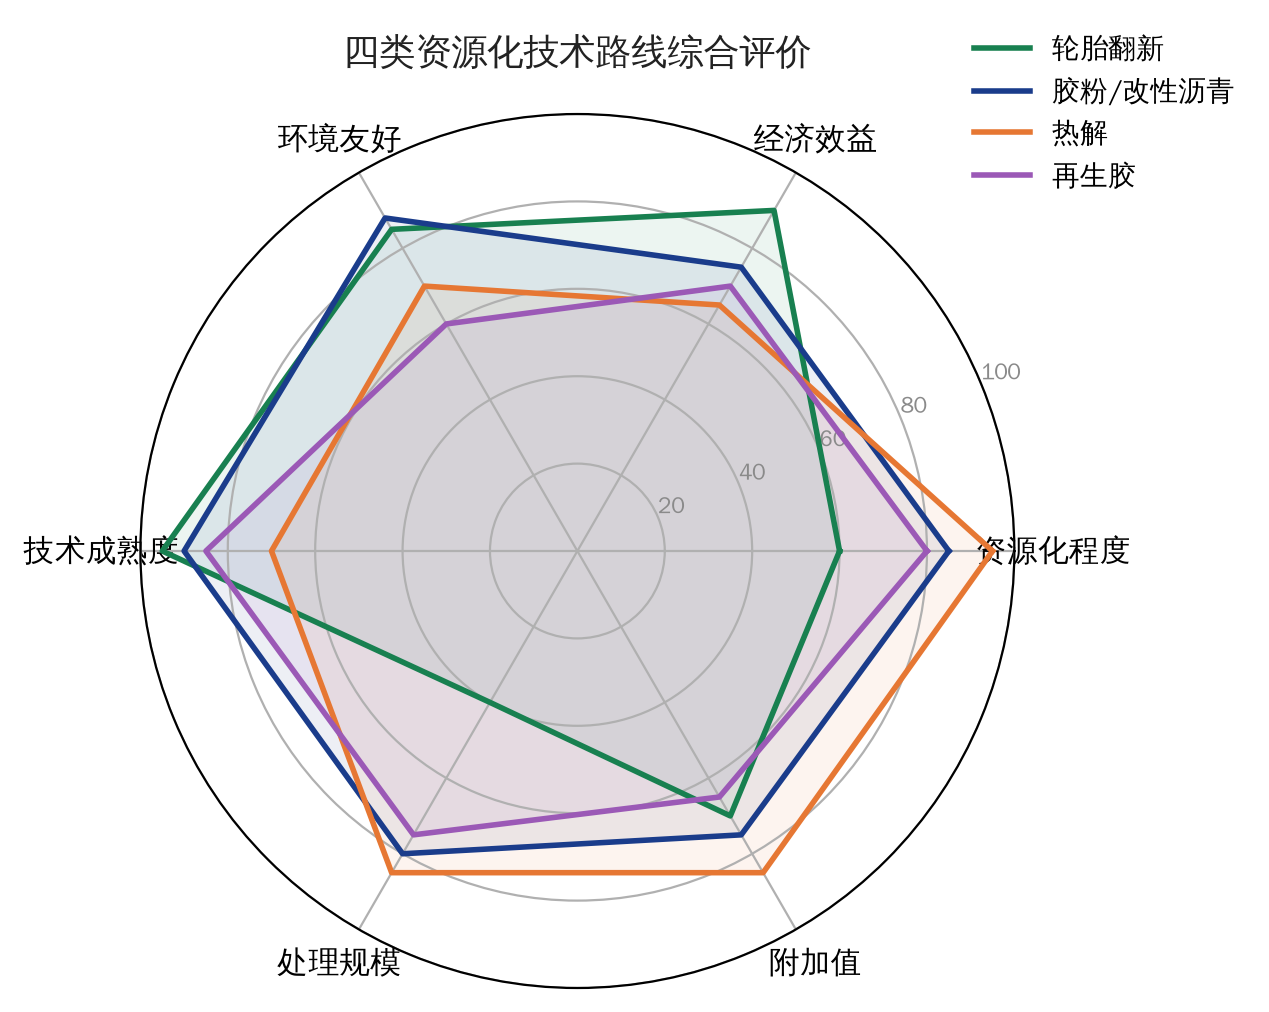 四类资源化技术路线综合评价
轮胎翻新
胶粉/改性沥青
热解
再生胶
环境友好
经济效益
100
80
60
40
20
技术成熟度
资源化程度
处理规模
附加值